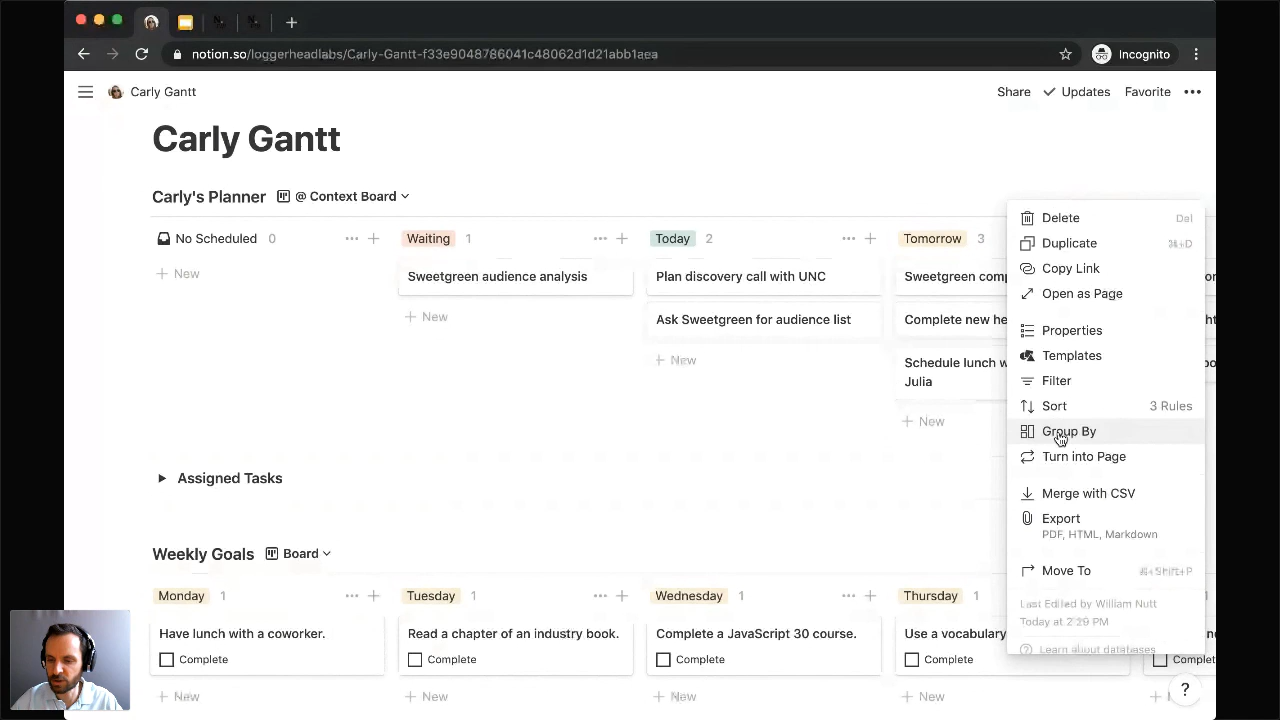 notion.so/loggerheadlabs/Carly-Gantt-f33e9048786041c48062d1d21abb1aea
Incognito
Carly Gantt
Share
Updates
Favorite
Carly Gantt
Carly's Planner
@ Context Board
No Scheduled 0
+ New
Waiting 1
Sweetgreen audience analysis
+ New
Today 2
Plan discovery call with UNC
Ask Sweetgreen for audience list
+ New
Tomorrow 3
Sweetgreen comp
Complete new he
Schedule lunch w
Julia
+ New
Delete Del
Duplicate ⌘+D
Copy Link
Open as Page
Properties
Templates
Filter
Sort 3 Rules
Group By
Turn into Page
Merge with CSV
Export
PDF, HTML, Markdown
Move To ⌘+Shift+P
Last Edited by William Nutt
Today at 2:29 PM
Learn about databases
Assigned Tasks
Weekly Goals
Board
Monday 1
Have lunch with a coworker.
Complete
+ New
Tuesday 1
Read a chapter of an industry book.
Complete
+ New
Wednesday 1
Complete a JavaScript 30 course.
Complete
+ New
Thursday 1
Use a vocabulary
Complete
+ New
Complet
?